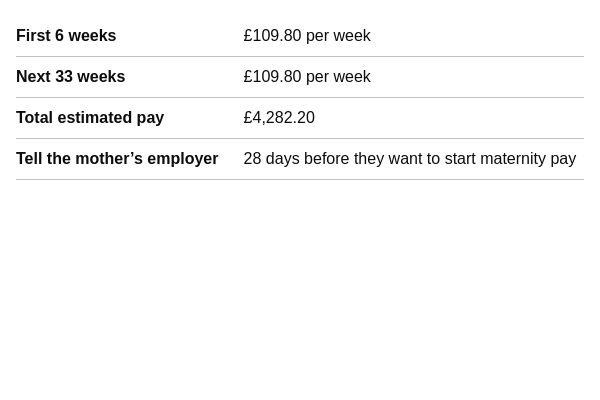 First 6 weeks £109.80 per week
Next 33 weeks £109.80 per week
Total estimated pay £4,282.20
Tell the mother’s employer 28 days before they want to start maternity pay